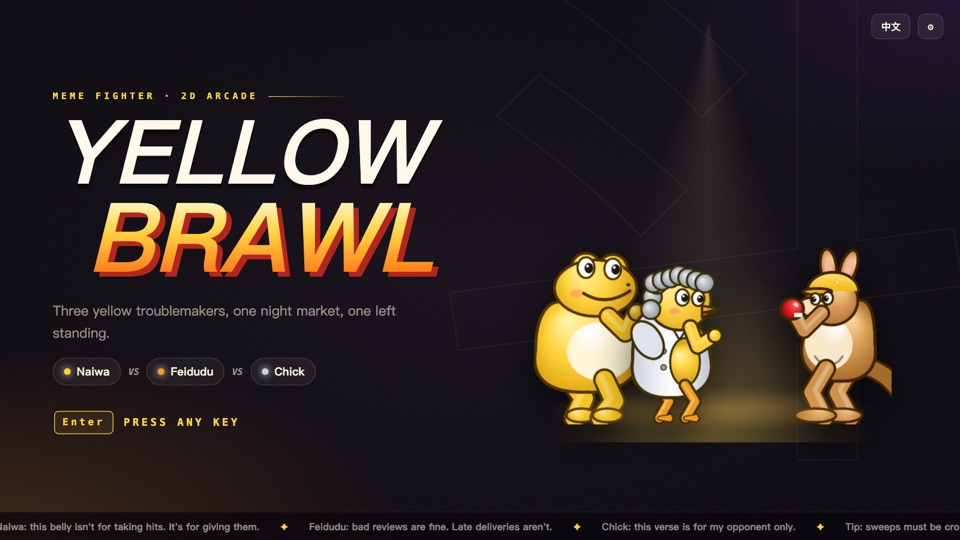 中文
MEME FIGHTER · 2D ARCADE
YELLOW
BRAWL
Three yellow troublemakers, one night market, one left
standing.
Naiwa VS Feidudu VS Chick
Enter PRESS ANY KEY
Naiwa: this belly isn't for taking hits. It's for giving them. ✦ Feidudu: bad reviews are fine. Late deliveries aren't. ✦ Chick: this verse is for my opponent only. ✦ Tip: sweeps must be